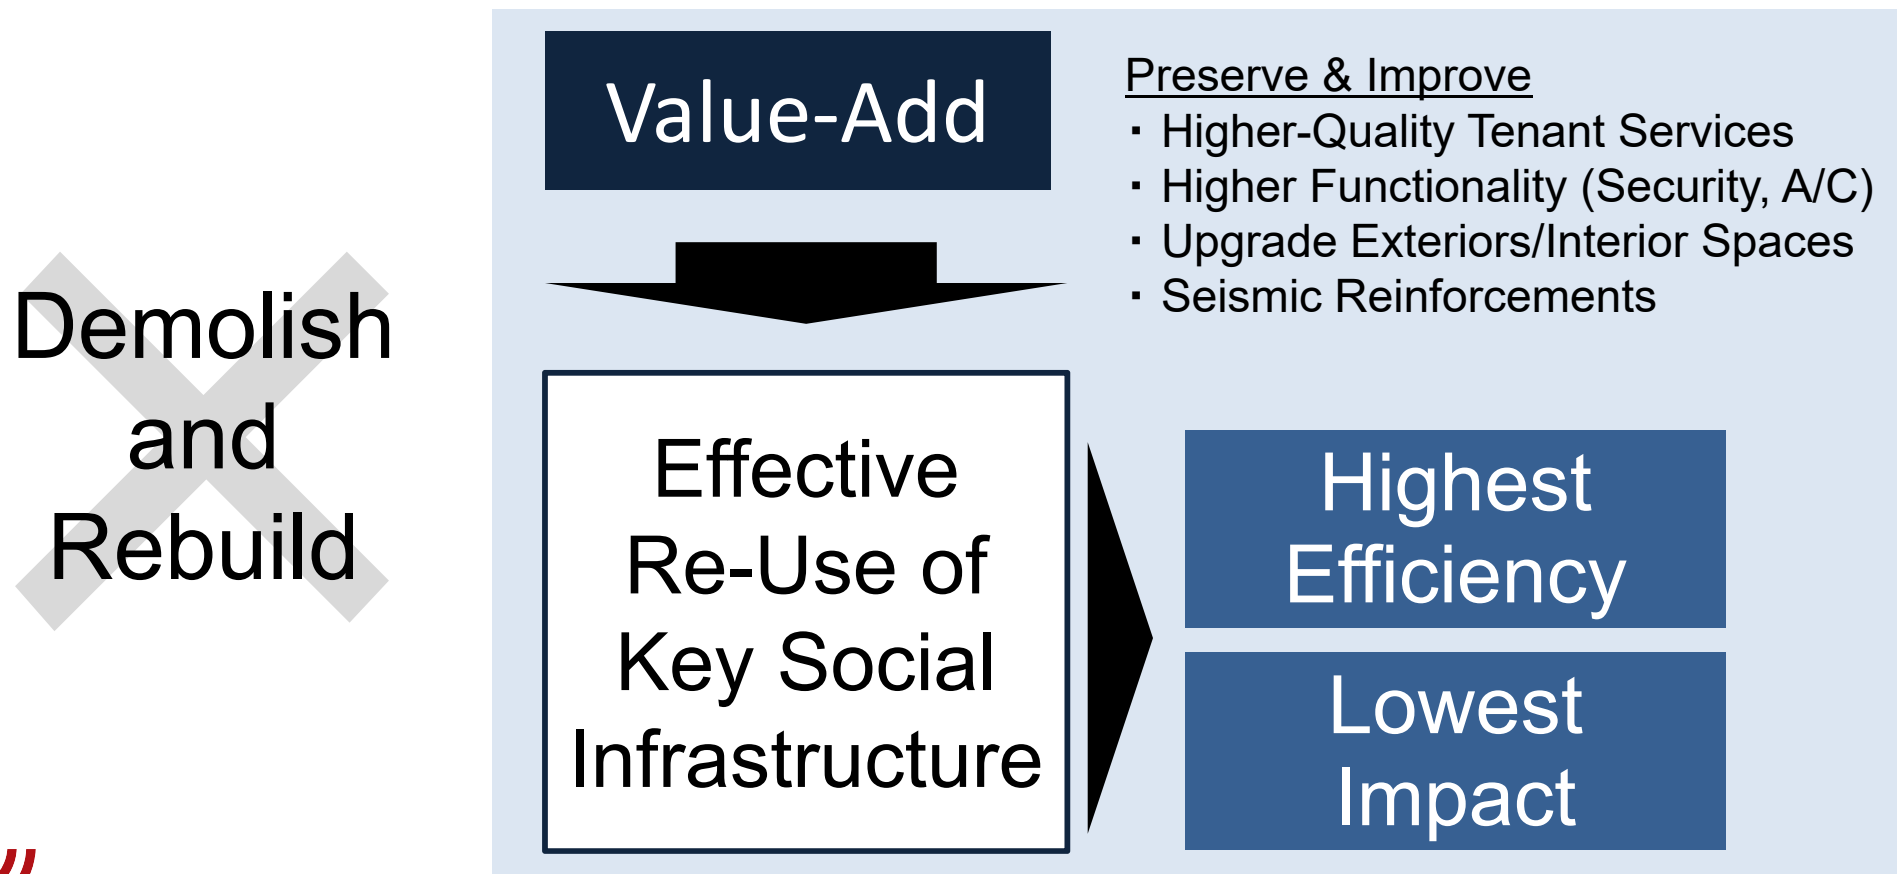 Demolish
and
Rebuild
”
Value-Add
Preserve & Improve
・Higher-Quality Tenant Services
・Higher Functionality (Security, A/C)
・Upgrade Exteriors/Interior Spaces
・Seismic Reinforcements
Effective
Re-Use of
Key Social
Infrastructure
Highest
Efficiency
Lowest
Impact